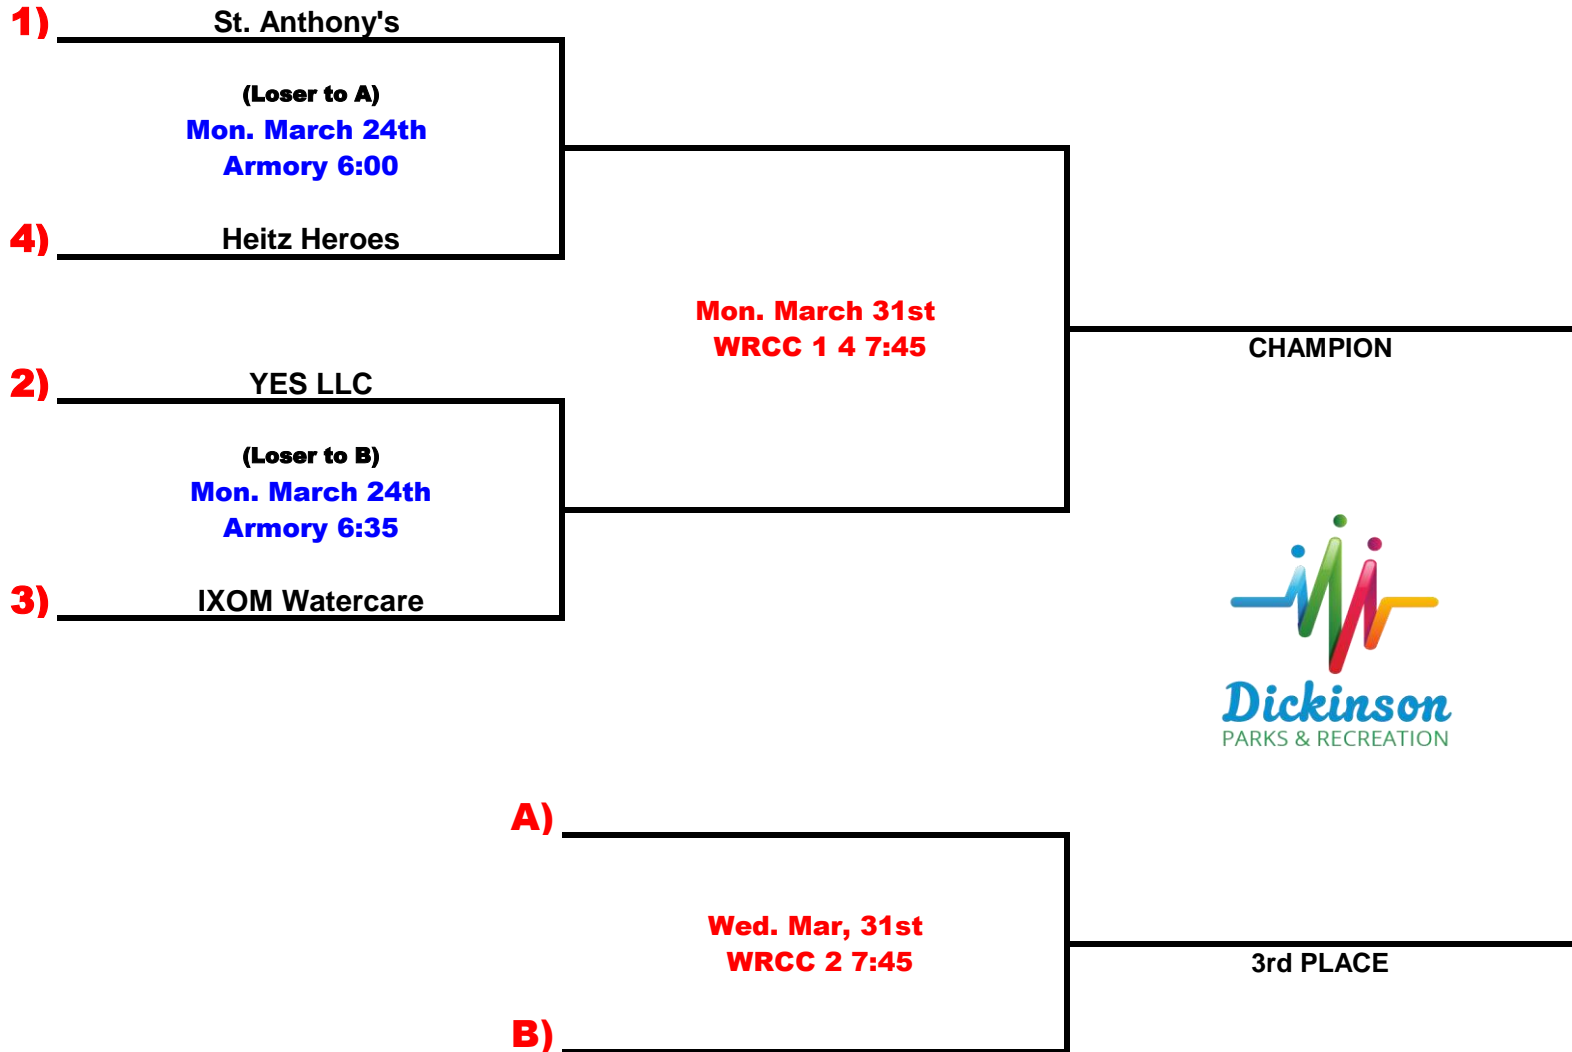 1) St. Anthony's
(Loser to A)
Mon. March 24th
Armory 6:00
4) Heitz Heroes
Mon. March 31st
WRCC 1 4 7:45
CHAMPION
2) YES LLC
(Loser to B)
Mon. March 24th
Armory 6:35
3) IXOM Watercare
Dickinson
PARKS & RECREATION
A)
Wed. Mar, 31st
WRCC 2 7:45
3rd PLACE
B)